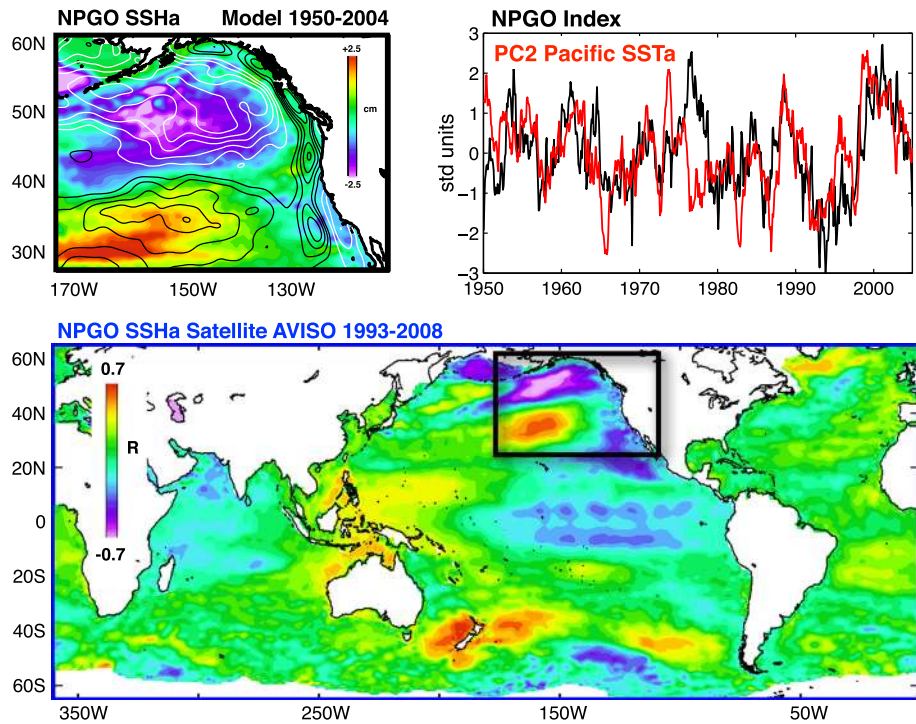 NPGO SSHa Model 1950-2004
60N
50N
40N
30N
170W 150W 130W
+2.5
cm
-2.5
NPGO Index
PC2 Pacific SSTa
std units
3
2
1
0
−1
−2
−3
1950 1960 1970 1980 1990 2000
NPGO SSHa Satellite AVISO 1993-2008
60N
40N
20N
0
20S
40S
60S
0.7
R
-0.7
350W 250W 150W 50W